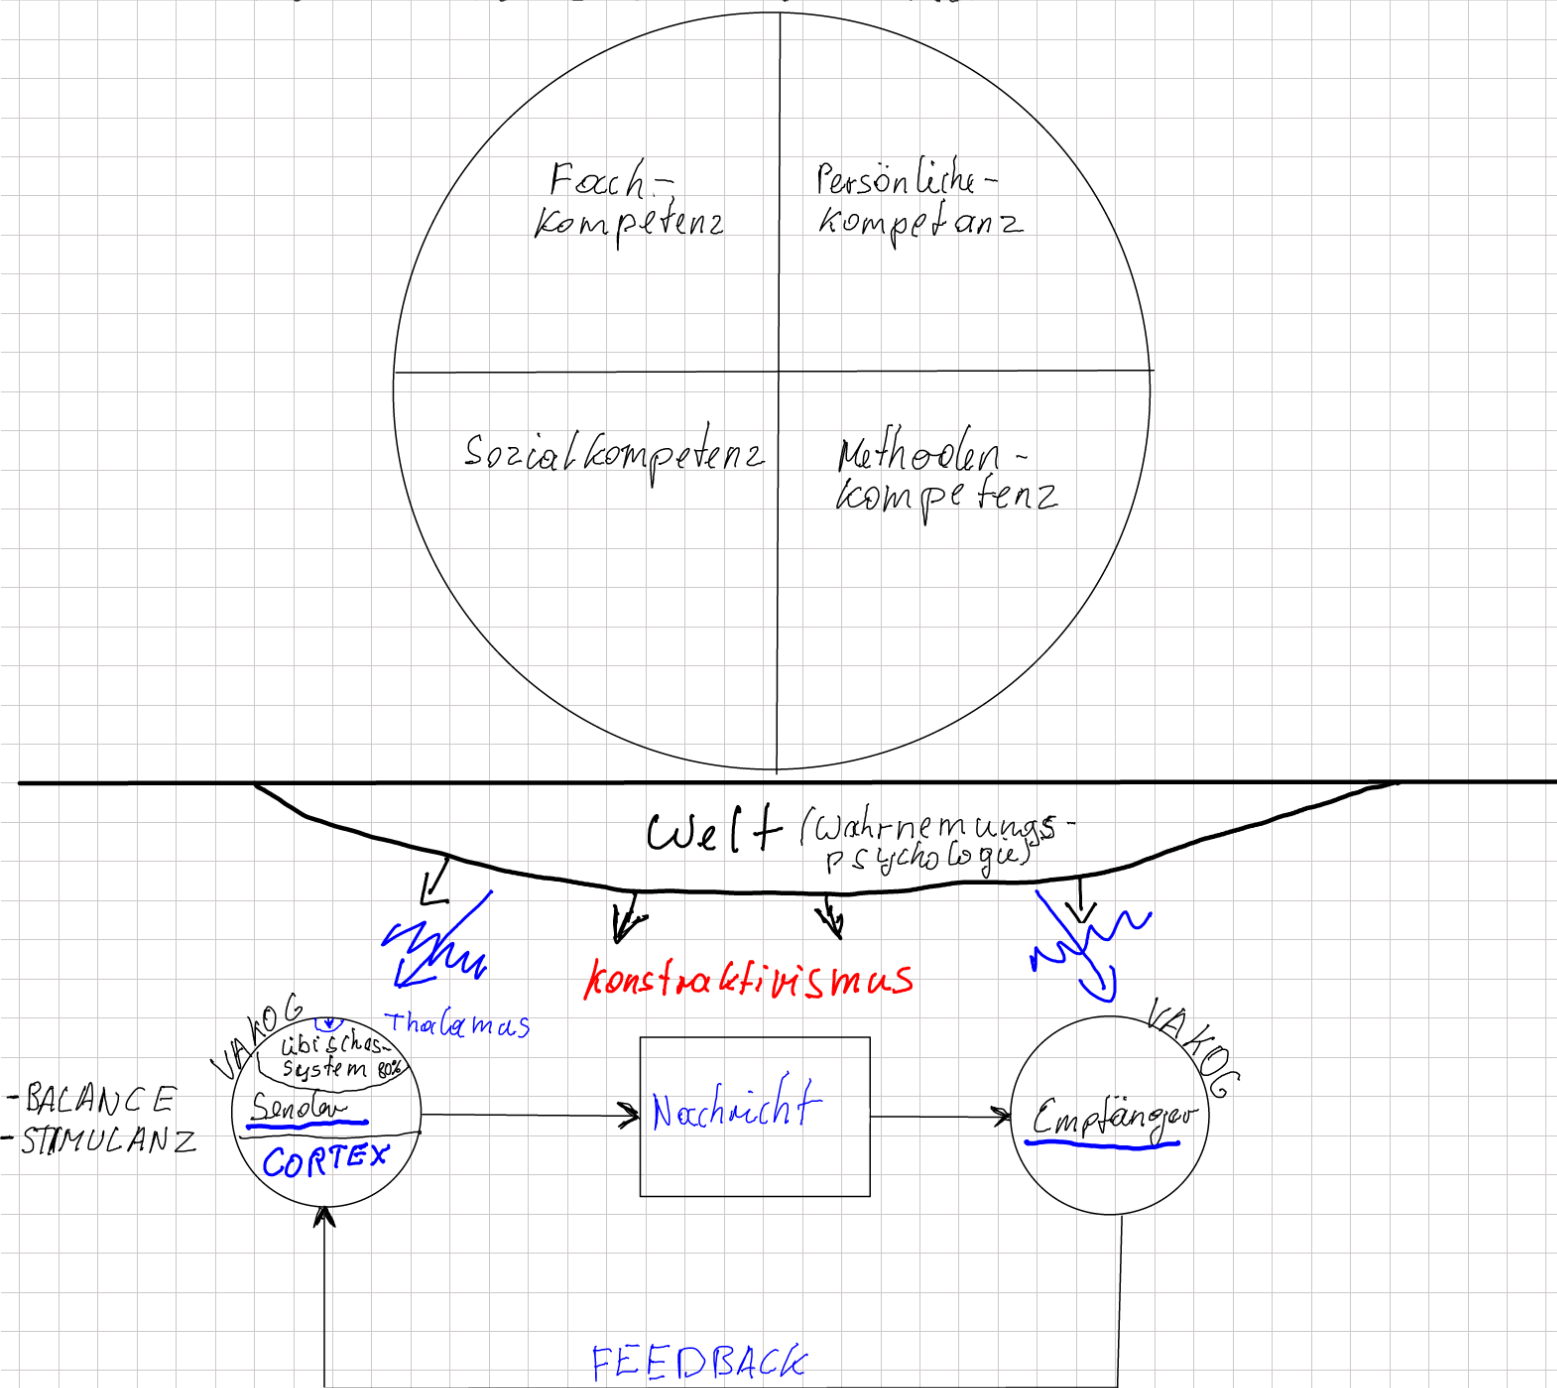 Fach-
kompetenz
Persönliche-
kompetanz
Sozialkompetenz
Methoden-
kompetenz
Welt (Wahrnemungs-
psychologie)
konstraktivismus
VAKOG
Thalamus
libisches-
system 80%
Sender
CORTEX
-BALANCE
-STIMULANZ
Nachricht
VAKOG
Empfänger
FEEDBACK